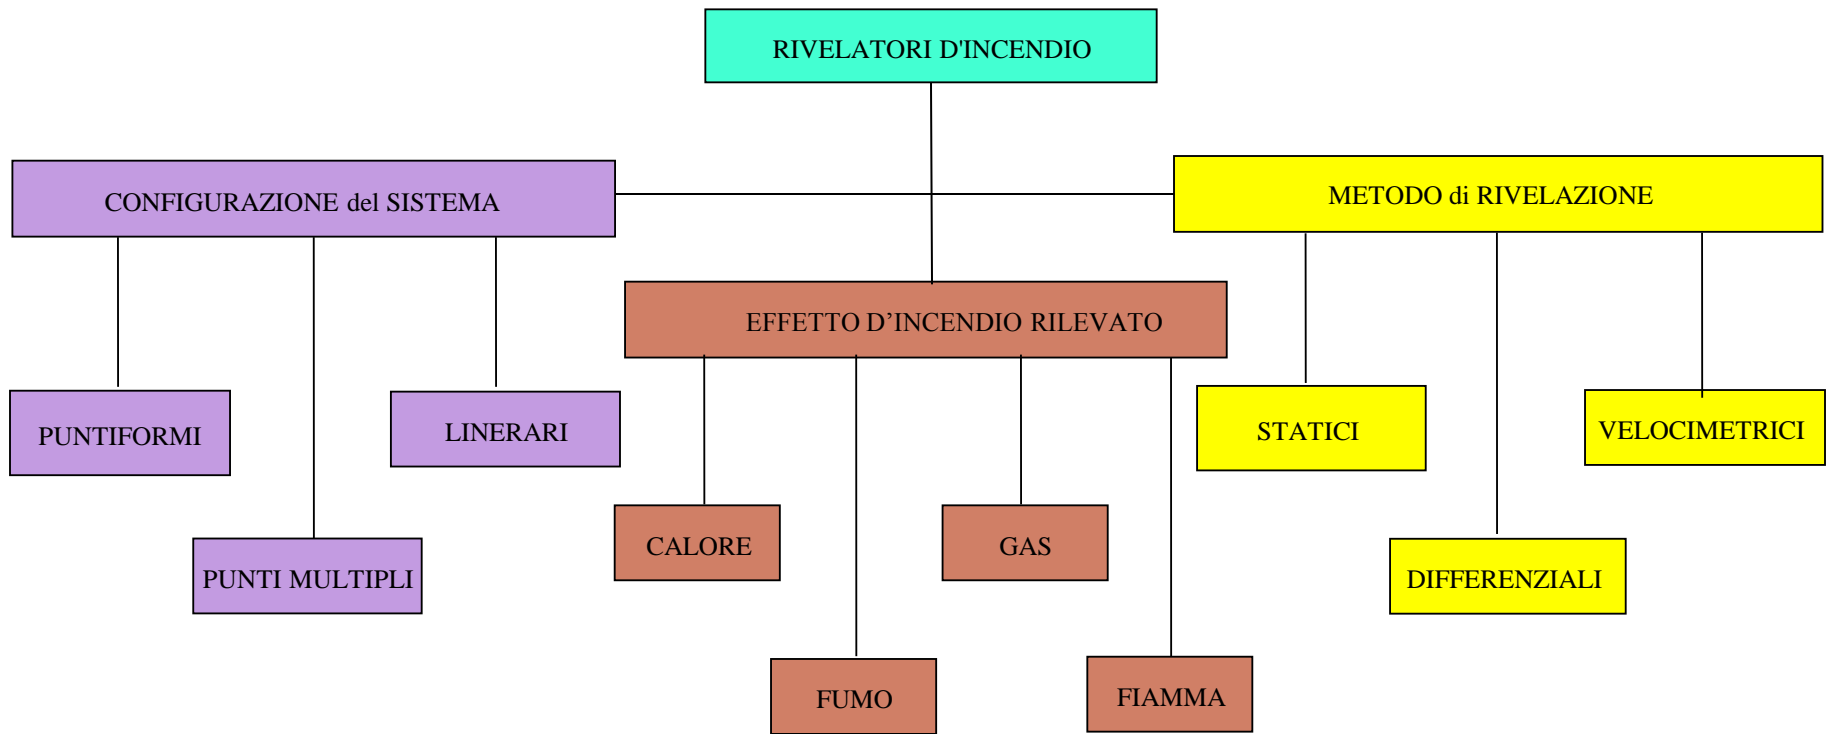 RIVELATORI D'INCENDIO
CONFIGURAZIONE del SISTEMA
METODO di RIVELAZIONE
EFFETTO D’INCENDIO RILEVATO
PUNTIFORMI
LINERARI
STATICI
VELOCIMETRICI
CALORE
GAS
PUNTI MULTIPLI
DIFFERENZIALI
FUMO
FIAMMA